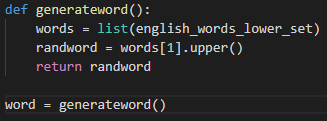 def generateword():
    words = list(english_words_lower_set)
    randword = words[1].upper()
    return randword

word = generateword()